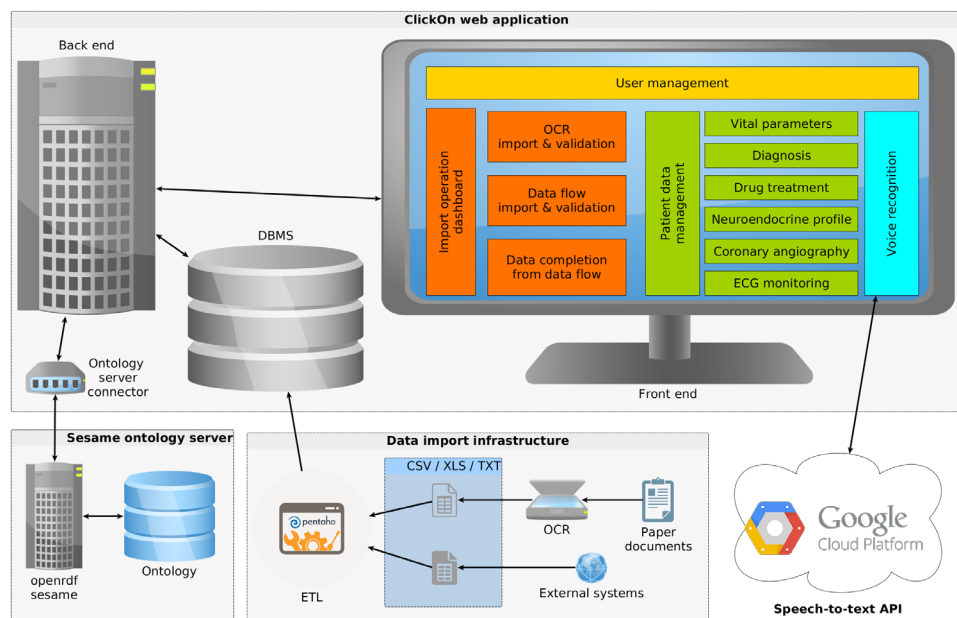 ClickOn web application
Back end
User management
Import operation
dashboard
OCR
import & validation
Data flow
import & validation
Data completion
from data flow
Patient data
management
Vital parameters
Diagnosis
Drug treatment
Neuroendocrine profile
Coronary angiography
ECG monitoring
Voice recognition
DBMS
Ontology
server
connector
Front end
Sesame ontology server
openrdf
sesame
Ontology
Data import infrastructure
CSV / XLS / TXT
pentaho
ETL
OCR
Paper
documents
External systems
Google
Cloud Platform
Speech-to-text API